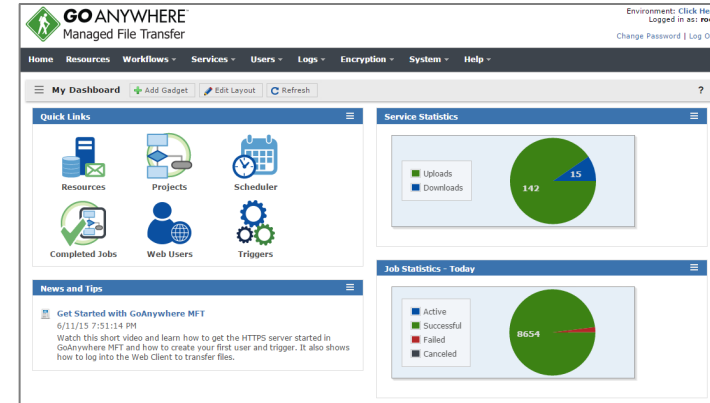 GO ANYWHERE™
Managed File Transfer
Environment: Click He
Logged in as: roo
Change Password | Log O
Home Resources Workflows Services Users Logs Encryption System Help
My Dashboard Add Gadget Edit Layout Refresh ?
Quick Links
Resources Projects Scheduler
Completed Jobs Web Users Triggers
News and Tips
Get Started with GoAnywhere MFT
6/11/15 7:51:14 PM
Watch this short video and learn how to get the HTTPS server started in
GoAnywhere MFT and how to create your first user and trigger. It also shows
how to log into the Web Client to transfer files.
Service Statistics
Uploads
Downloads
142
15
Job Statistics - Today
Active
Successful
Failed
Canceled
8654